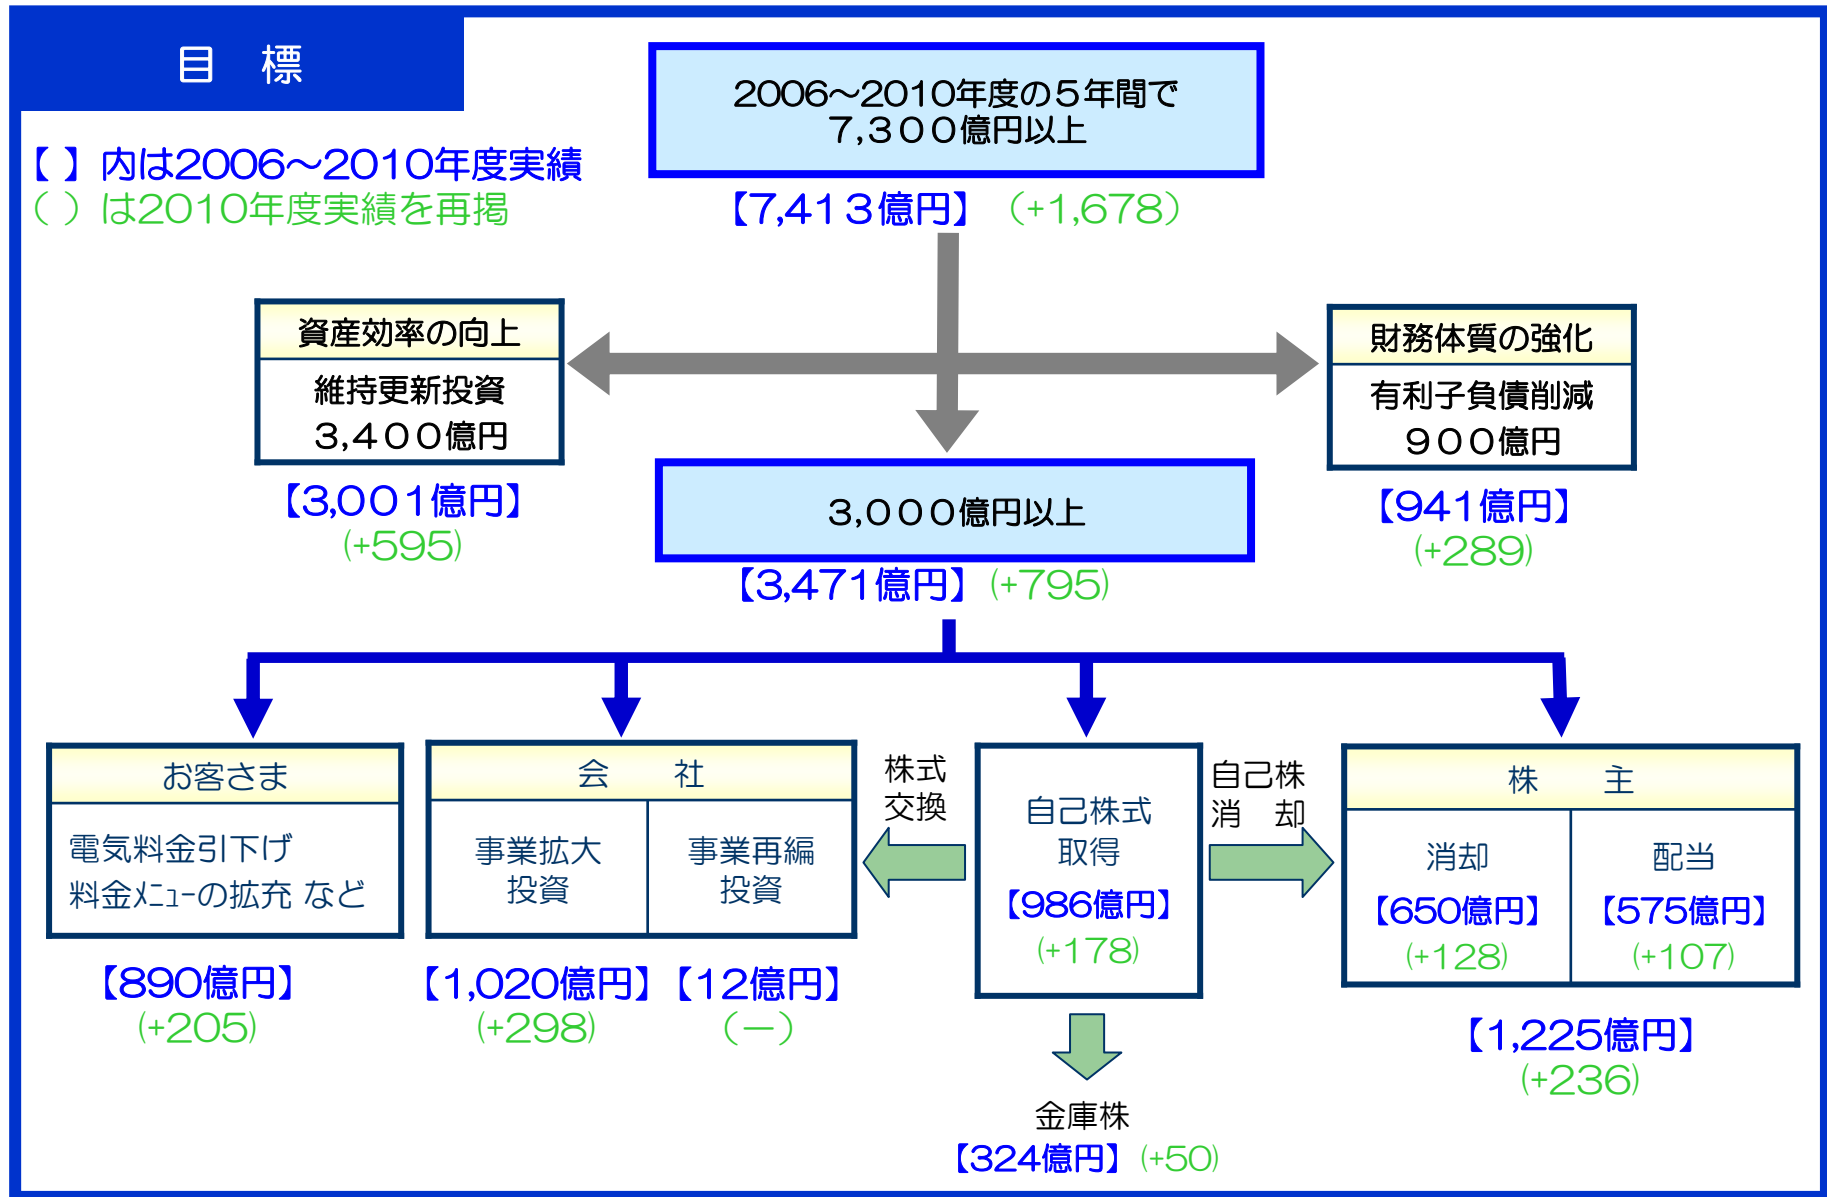 目　標
2006～2010年度の５年間で
７,３００億円以上
【 】内は2006～2010年度実績
（ ）は2010年度実績を再掲
【7,41３億円】（+1,678）
資産効率の向上
維持更新投資
３,４００億円
【3,001億円】
(+595)
財務体質の強化
有利子負債削減
９００億円
【941億円】
(+289)
３,０００億円以上
【3,471億円】(+795)
お客さま
電気料金引下げ
料金ﾒﾆｭｰの拡充 など
【890億円】
(+205)
会　　社
事業拡大
投資
【1,020億円】
(+298)
事業再編
投資
【12億円】
（－）
株式
交換
自己株式
取得
【986億円】
(+178)
自己株
消　却
金庫株
【324億円】(+50)
株　　主
消却
【650億円】
(+128)
配当
【575億円】
(+107)
【1,225億円】
(+236)